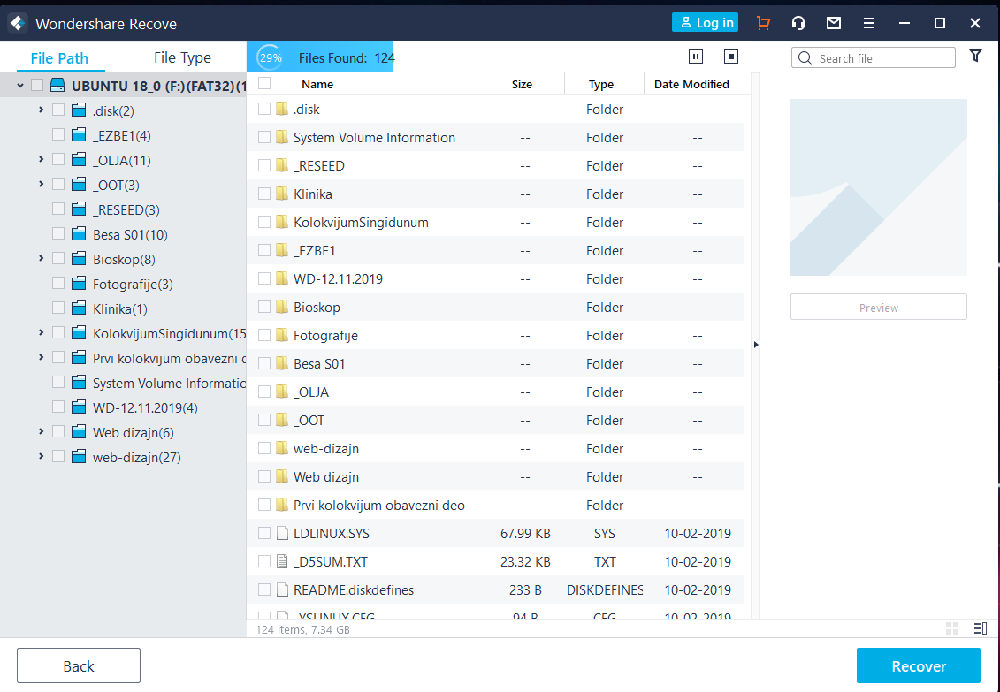 Wondershare Recove
Log in
File Path
File Type
29%
Files Found: 124
Search file
UBUNTU 18_0 (F:)(FAT32)(1
.disk(2)
_EZBE1(4)
_OLJA(11)
_OOT(3)
_RESEED(3)
Besa S01(10)
Bioskop(8)
Fotografije(3)
Klinika(1)
KolokvijumSingidunum(15
Prvi kolokvijum obavezni
System Volume Informatic
WD-12.11.2019(4)
Web dizajn(6)
web-dizajn(27)
Name Size Type Date Modified
.disk -- Folder --
System Volume Information -- Folder --
_RESEED -- Folder --
Klinika -- Folder --
KolokvijumSingidunum -- Folder --
_EZBE1 -- Folder --
WD-12.11.2019 -- Folder --
Bioskop -- Folder --
Fotografije -- Folder --
Besa S01 -- Folder --
_OLJA -- Folder --
_OOT -- Folder --
web-dizajn -- Folder --
Web dizajn -- Folder --
Prvi kolokvijum obavezni deo -- Folder --
LDLINUX.SYS 67.99 KB SYS 10-02-2019
_D5SUM.TXT 23.32 KB TXT 10-02-2019
README.diskdefines 233 B DISKDEFINES 10-02-2019
_YSLINUX.CFG 94 B CFG 10-02-2019
124 items, 7.34 GB
Preview
Back
Recover